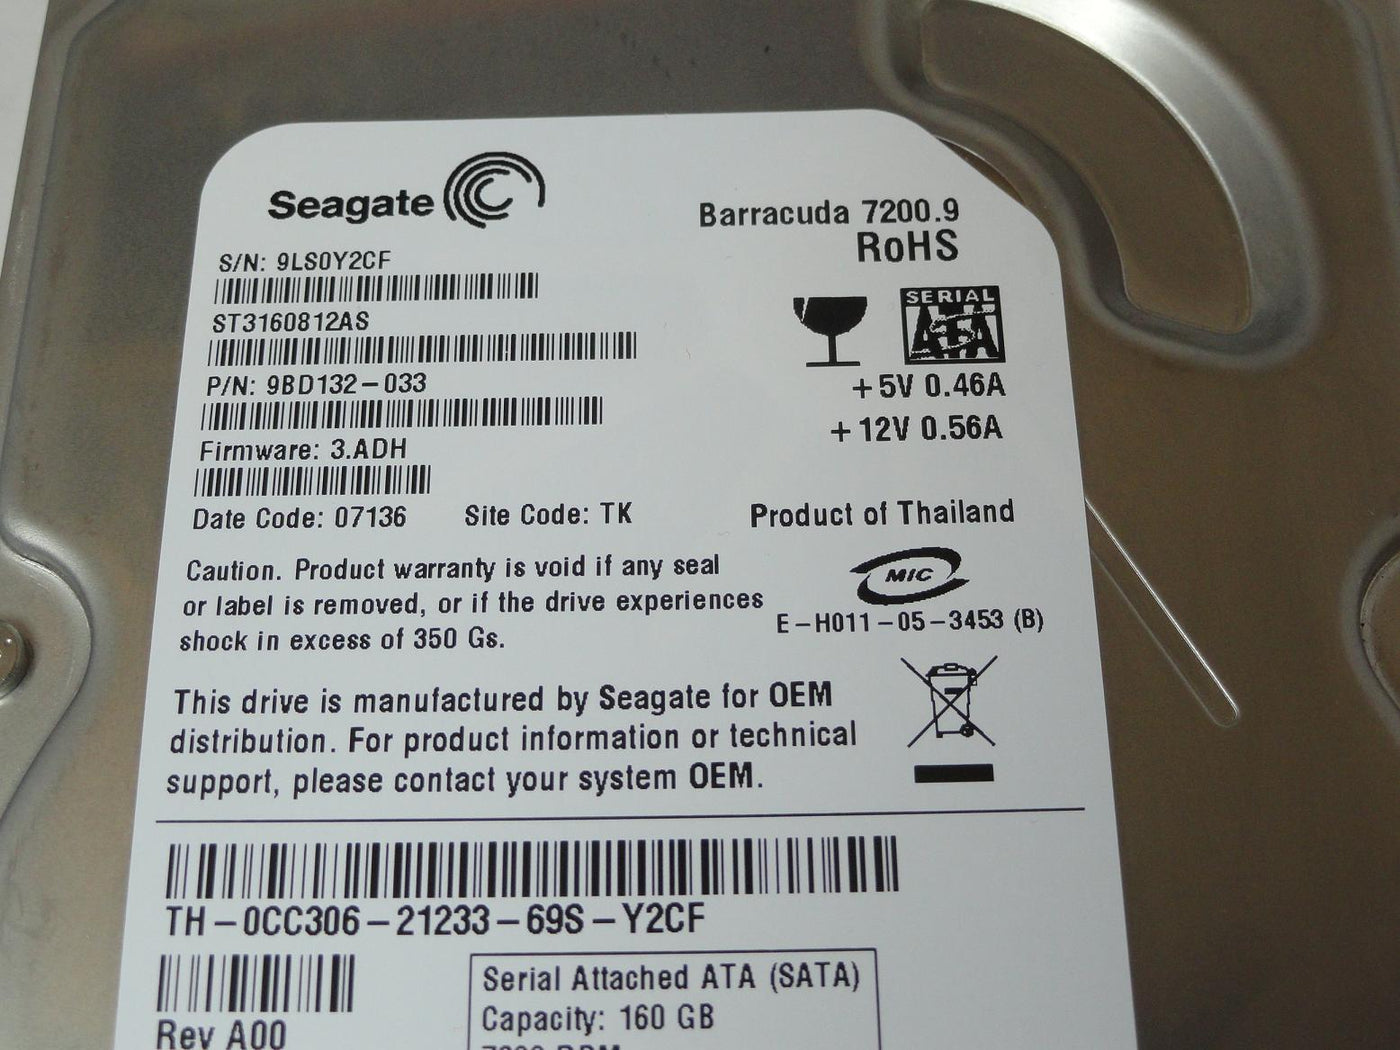 Seagate
Barracuda 7200.9
RoHS
S/N: 9LS0Y2CF
ST3160812AS
SERIAL
ATA
P/N: 9BD132-033
+5V 0.46A
+12V 0.56A
Firmware: 3.ADH
Date Code: 07136 Site Code: TK Product of Thailand
Caution. Product warranty is void if any seal
or label is removed, or if the drive experiences
shock in excess of 350 Gs.
MIC
E-H011-05-3453 (B)
This drive is manufactured by Seagate for OEM
distribution. For product information or technical
support, please contact your system OEM.
TH-0CC306-21233-69S-Y2CF
Rev A00
Serial Attached ATA (SATA)
Capacity: 160 GB